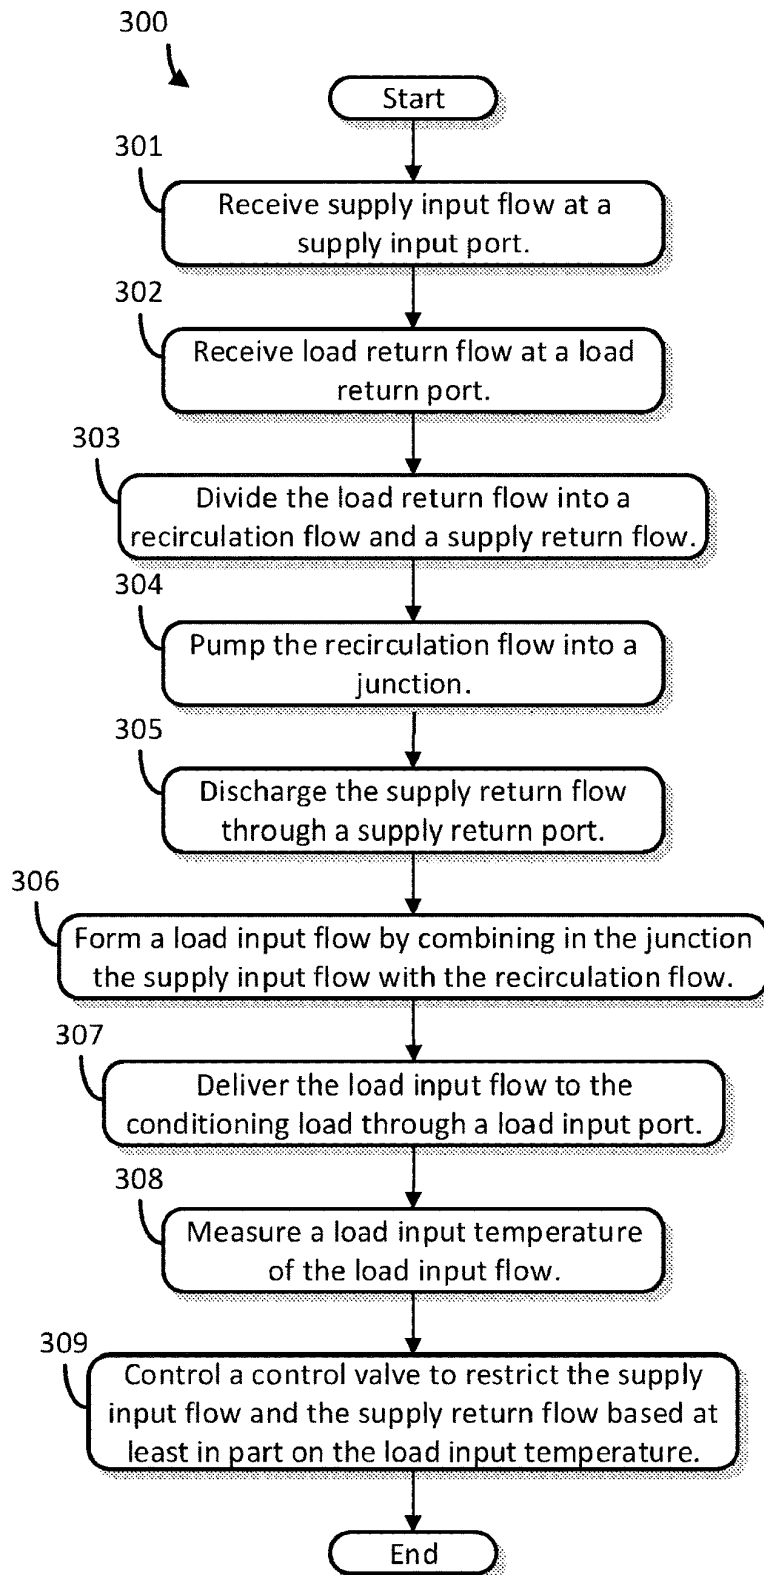 300
Start
301
Receive supply input flow at a
supply input port.
302
Receive load return flow at a load
return port.
303
Divide the load return flow into a
recirculation flow and a supply return flow.
304
Pump the recirculation flow into a
junction.
305
Discharge the supply return flow
through a supply return port.
306
Form a load input flow by combining in the junction
the supply input flow with the recirculation flow.
307
Deliver the load input flow to the
conditioning load through a load input port.
308
Measure a load input temperature
of the load input flow.
309
Control a control valve to restrict the supply
input flow and the supply return flow based at
least in part on the load input temperature.
End